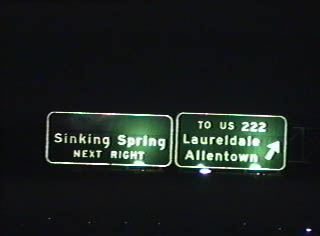 Sinking Spring
NEXT RIGHT
TO US 222
Laureldale
Allentown